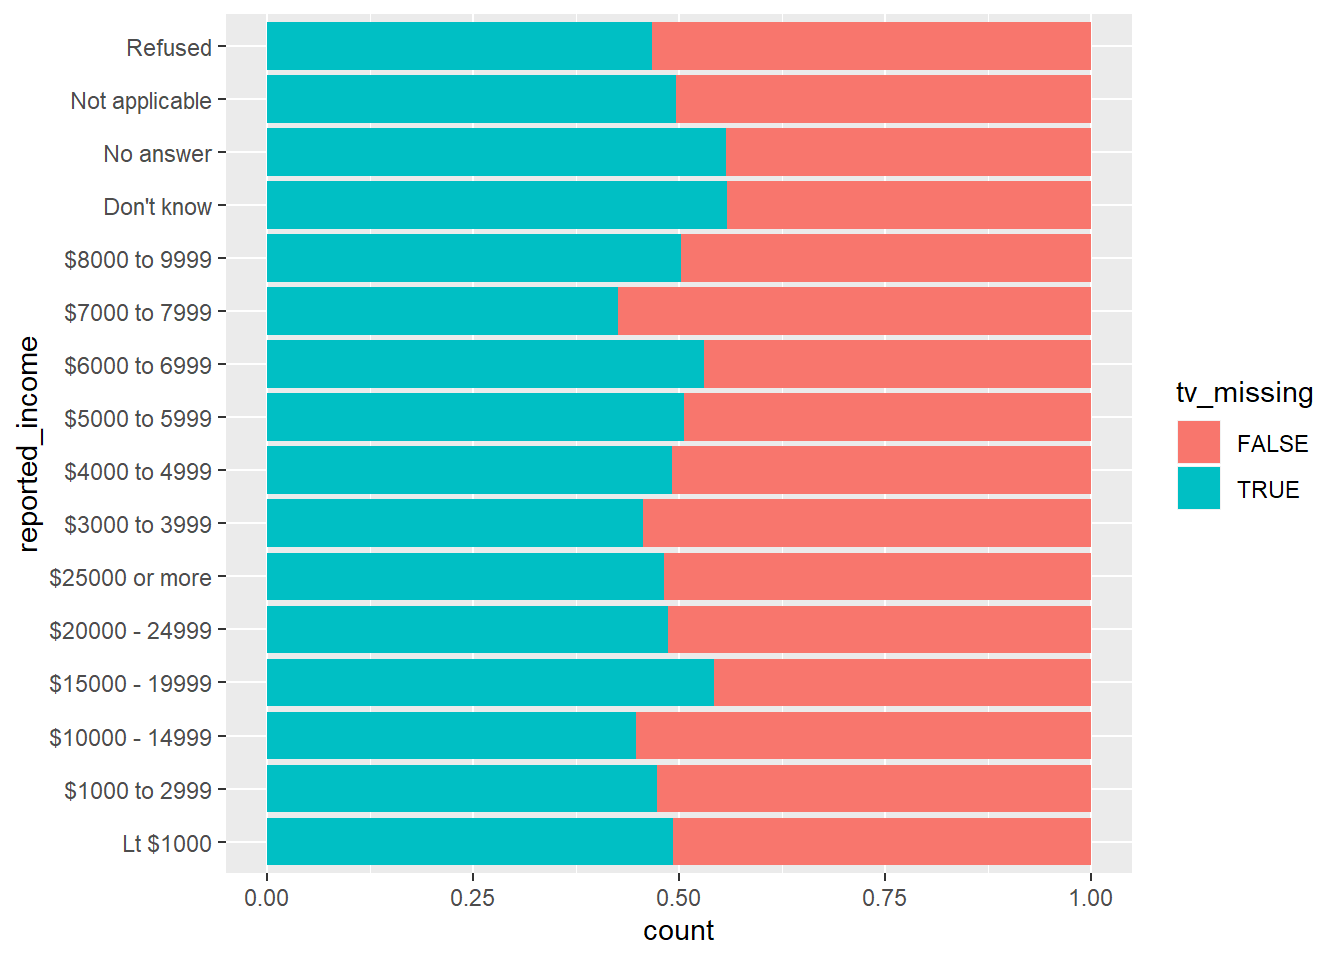 Refused
Not applicable
No answer
Don't know
$8000 to 9999
$7000 to 7999
$6000 to 6999
$5000 to 5999
$4000 to 4999
$3000 to 3999
$25000 or more
$20000 - 24999
$15000 - 19999
$10000 - 14999
$1000 to 2999
Lt $1000
reported_income
0.00 0.25 0.50 0.75 1.00
count
tv_missing
FALSE
TRUE